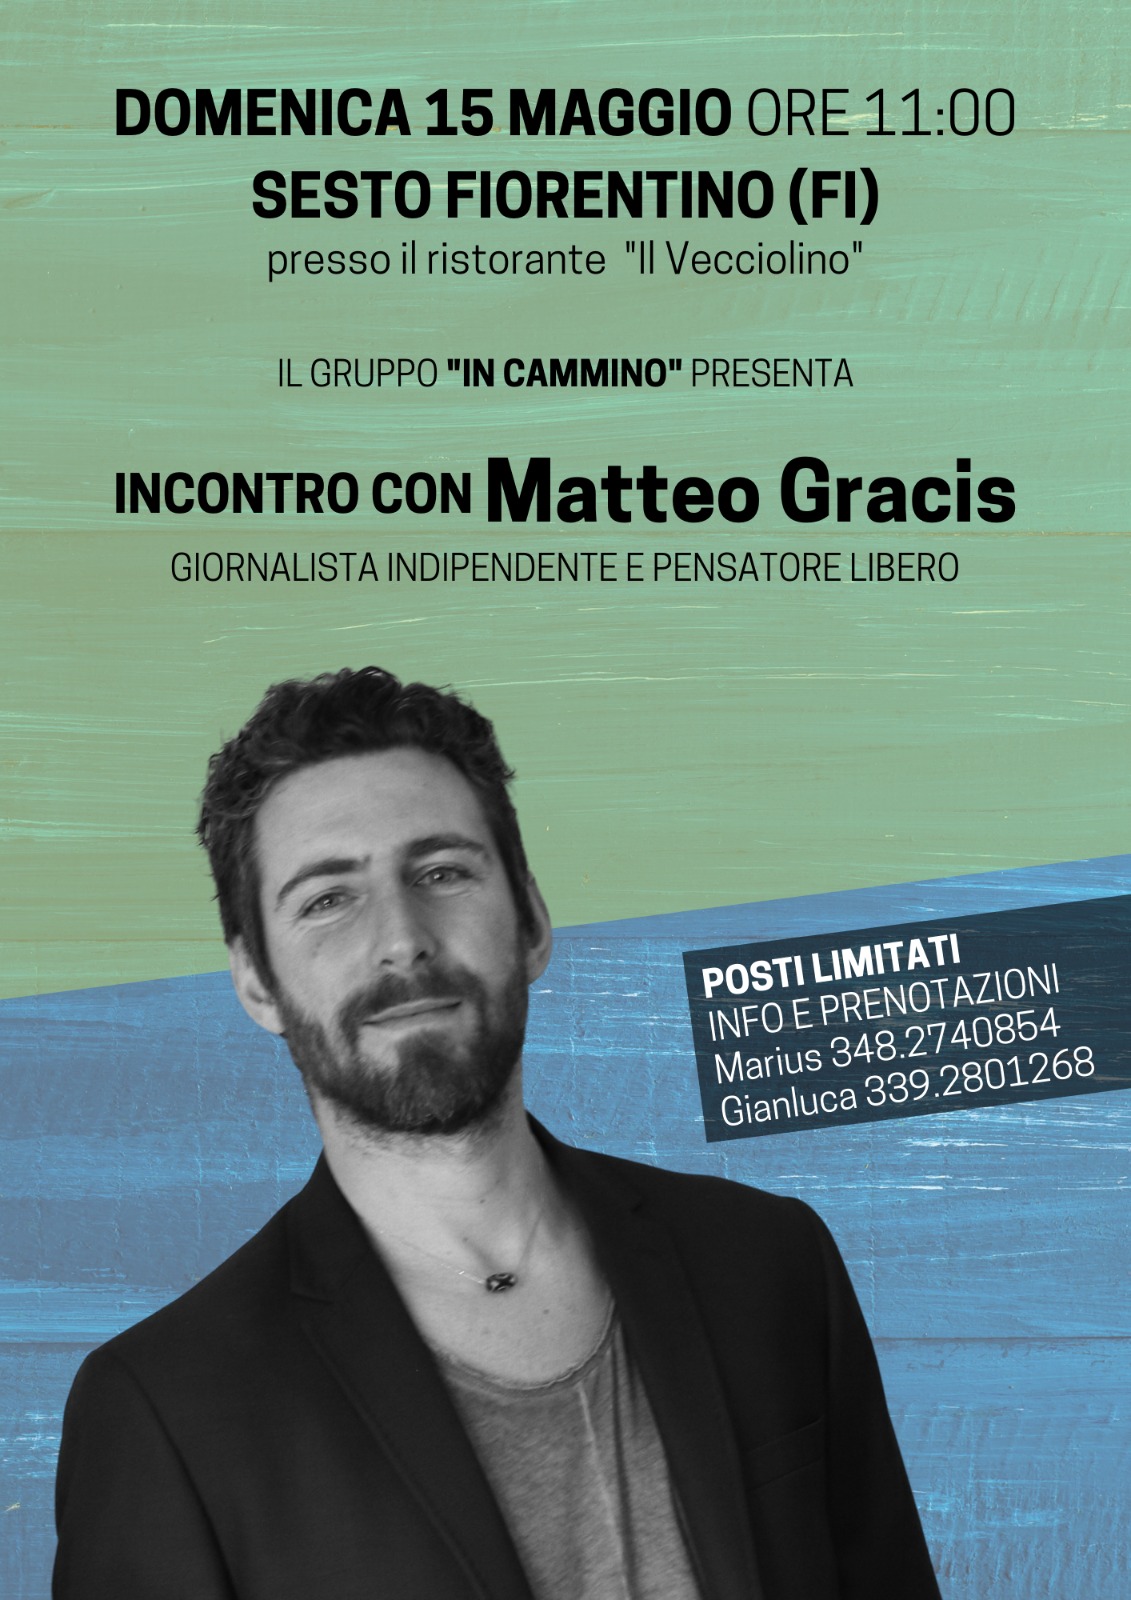 DOMENICA 15 MAGGIO ORE 11:00
SESTO FIORENTINO (FI)
presso il ristorante "Il Vecciolino"
IL GRUPPO "IN CAMMINO" PRESENTA
INCONTRO CON Matteo Gracis
GIORNALISTA INDIPENDENTE E PENSATORE LIBERO
POSTI LIMITATI
INFO E PRENOTAZIONI
Marius 348.2740854
Gianluca 339.2801268